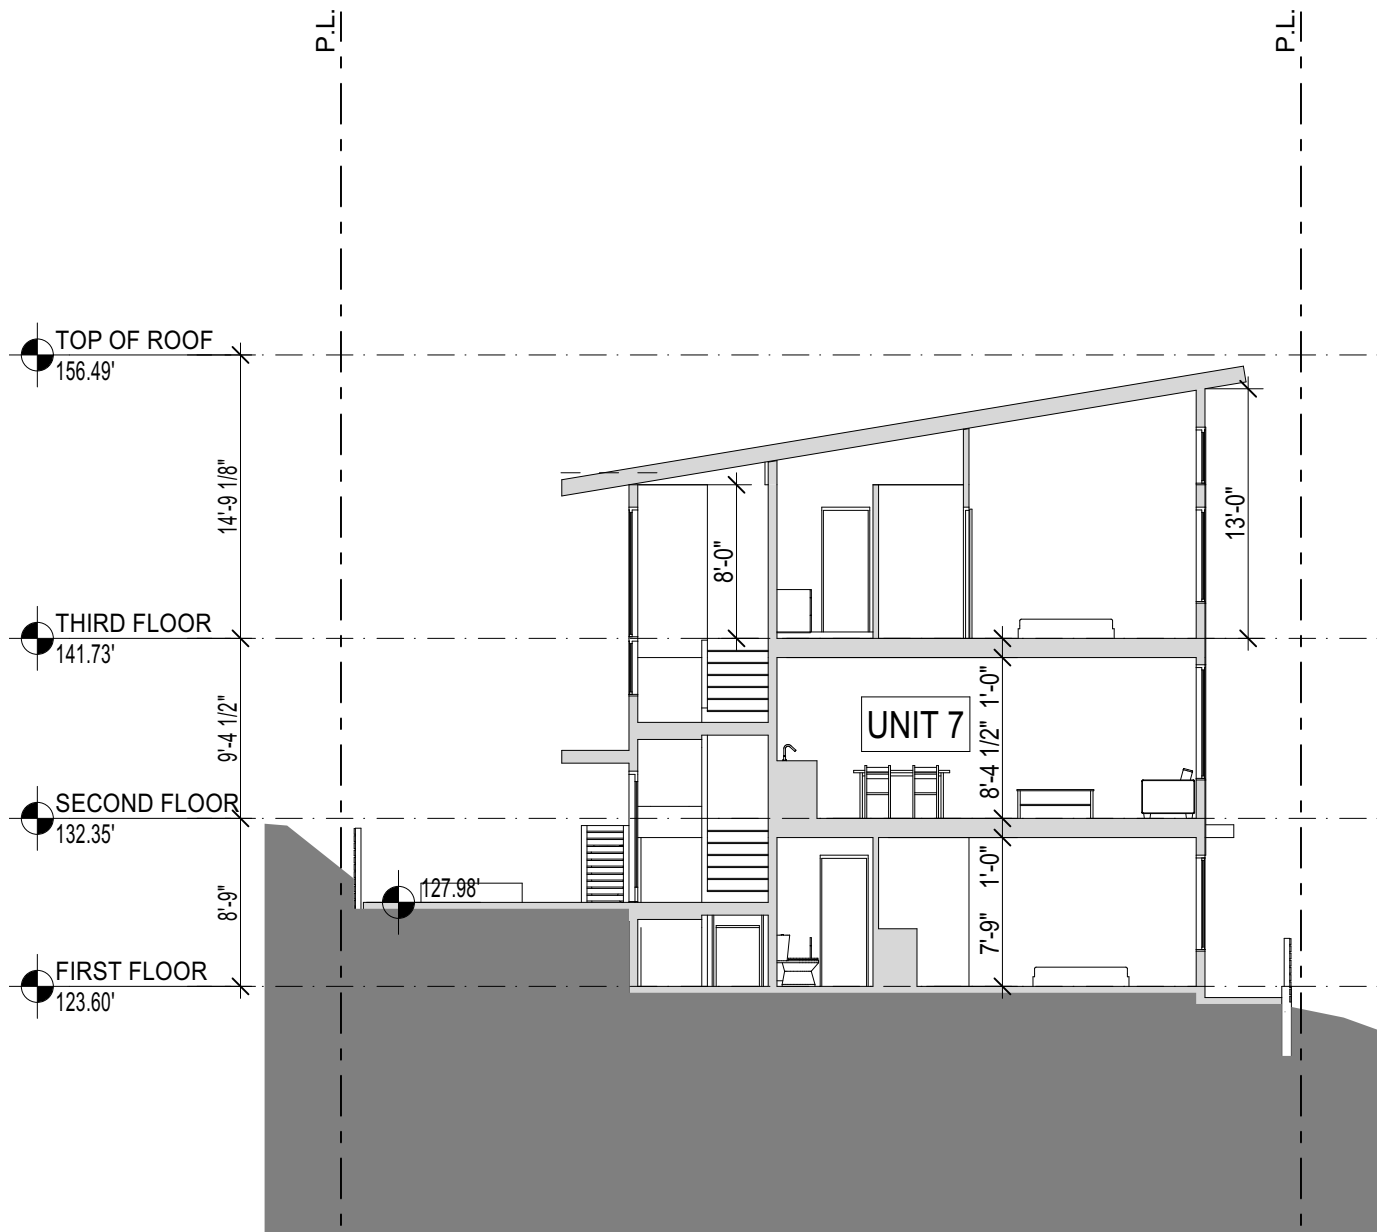 P.L.
P.L.
TOP OF ROOF
156.49'
14'-9 1/8"
8'-0"
13'-0"
THIRD FLOOR
141.73'
9'-4 1/2"
1'-0"
UNIT 7
8'-4 1/2"
SECOND FLOOR
132.35'
8'-9"
127.98'
1'-0"
7'-9"
FIRST FLOOR
123.60'